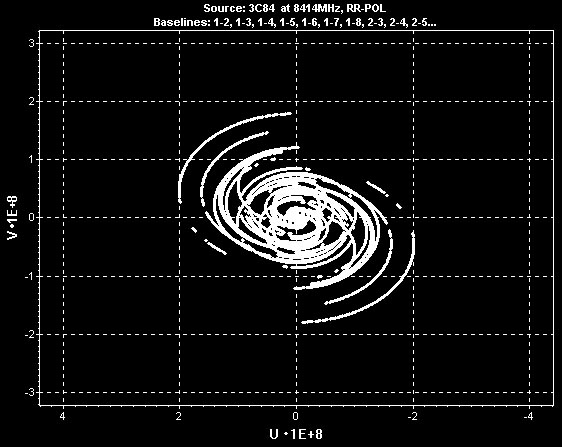 Source: 3C84 at 8414MHz, RR-POL
Baselines: 1-2, 1-3, 1-4, 1-5, 1-6, 1-7, 1-8, 2-3, 2-4, 2-5...
3
2
1
0
-1
-2
-3
V •1E+8
4 2 0 -2 -4
U •1E+8